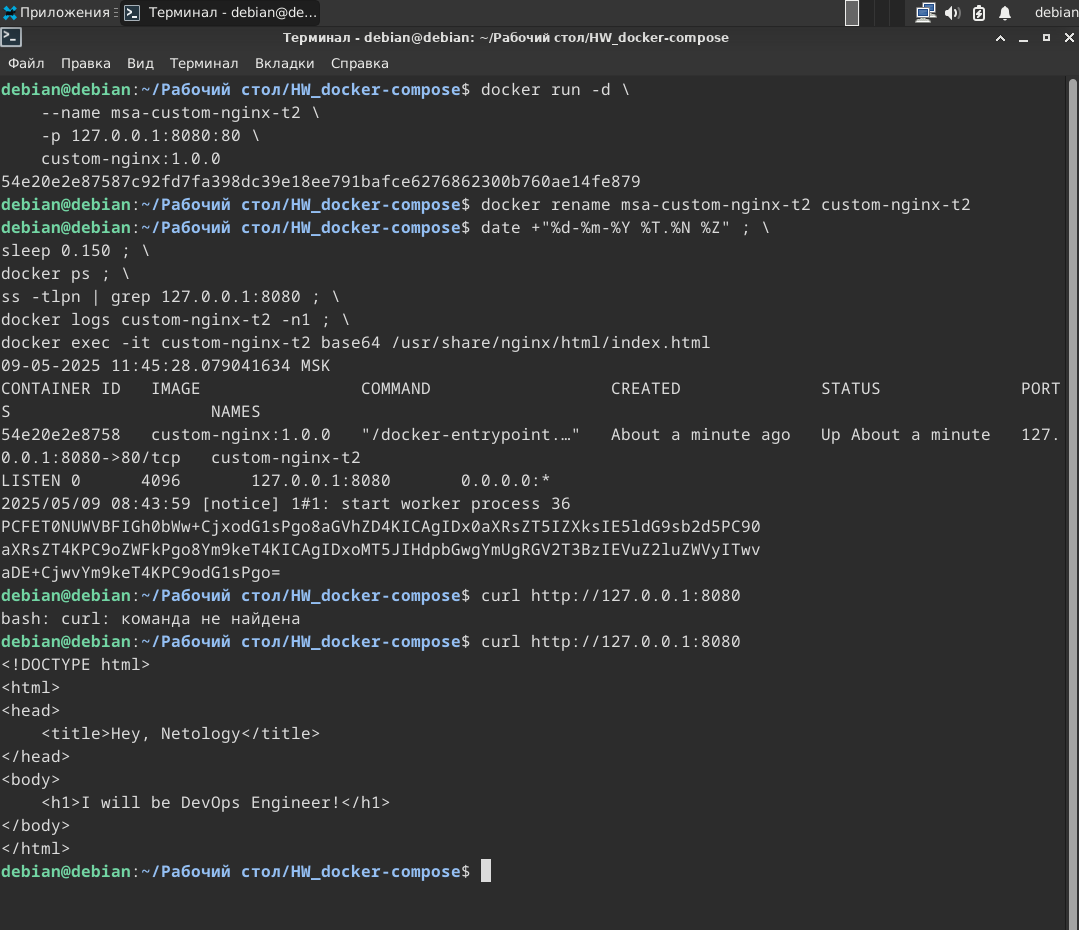 Приложения
Терминал - debian@de...
debian
Терминал - debian@debian: ~/Рабочий стол/HW_docker-compose
Файл Правка Вид Терминал Вкладки Справка
debian@debian:~/Рабочий стол/HW_docker-compose$ docker run -d \
    --name msa-custom-nginx-t2 \
    -p 127.0.0.1:8080:80 \
    custom-nginx:1.0.0
54e20e2e87587c92fd7fa398dc39e18ee791bafce6276862300b760ae14fe879
debian@debian:~/Рабочий стол/HW_docker-compose$ docker rename msa-custom-nginx-t2 custom-nginx-t2
debian@debian:~/Рабочий стол/HW_docker-compose$ date +"%d-%m-%Y %T.%N %Z" ; \
sleep 0.150 ; \
docker ps ; \
ss -tlpn | grep 127.0.0.1:8080 ; \
docker logs custom-nginx-t2 -n1 ; \
docker exec -it custom-nginx-t2 base64 /usr/share/nginx/html/index.html
09-05-2025 11:45:28.079041634 MSK
CONTAINER ID   IMAGE                COMMAND                  CREATED              STATUS              PORT
S                    NAMES
54e20e2e8758   custom-nginx:1.0.0   "/docker-entrypoint.…"   About a minute ago   Up About a minute   127.
0.0.1:8080->80/tcp   custom-nginx-t2
LISTEN 0      4096       127.0.0.1:8080       0.0.0.0:*
2025/05/09 08:43:59 [notice] 1#1: start worker process 36
PCFET0NUWVBFIGh0bWw+CjxodG1sPgo8aGVhZD4KICAgIDx0aXRsZT5IZXksIE5ldG9sb2d5PC90
aXRsZT4KPC9oZWFkPgo8Ym9keT4KICAgIDxoMT5JIHdpbGwgYmUgRGV2T3BzIEVuZ2luZWVyITwv
aDE+CjwvYm9keT4KPC9odG1sPgo=
debian@debian:~/Рабочий стол/HW_docker-compose$ curl http://127.0.0.1:8080
bash: curl: команда не найдена
debian@debian:~/Рабочий стол/HW_docker-compose$ curl http://127.0.0.1:8080
<!DOCTYPE html>
<html>
<head>
    <title>Hey, Netology</title>
</head>
<body>
    <h1>I will be DevOps Engineer!</h1>
</body>
</html>
debian@debian:~/Рабочий стол/HW_docker-compose$